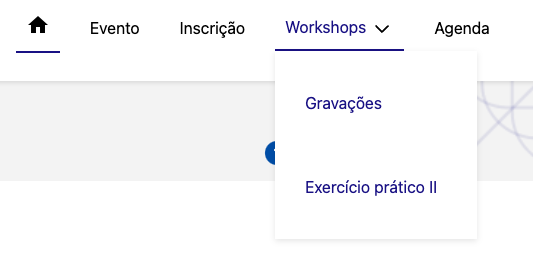 Evento
Inscrição
Workshops
Agenda
Gravações
Exercício prático II